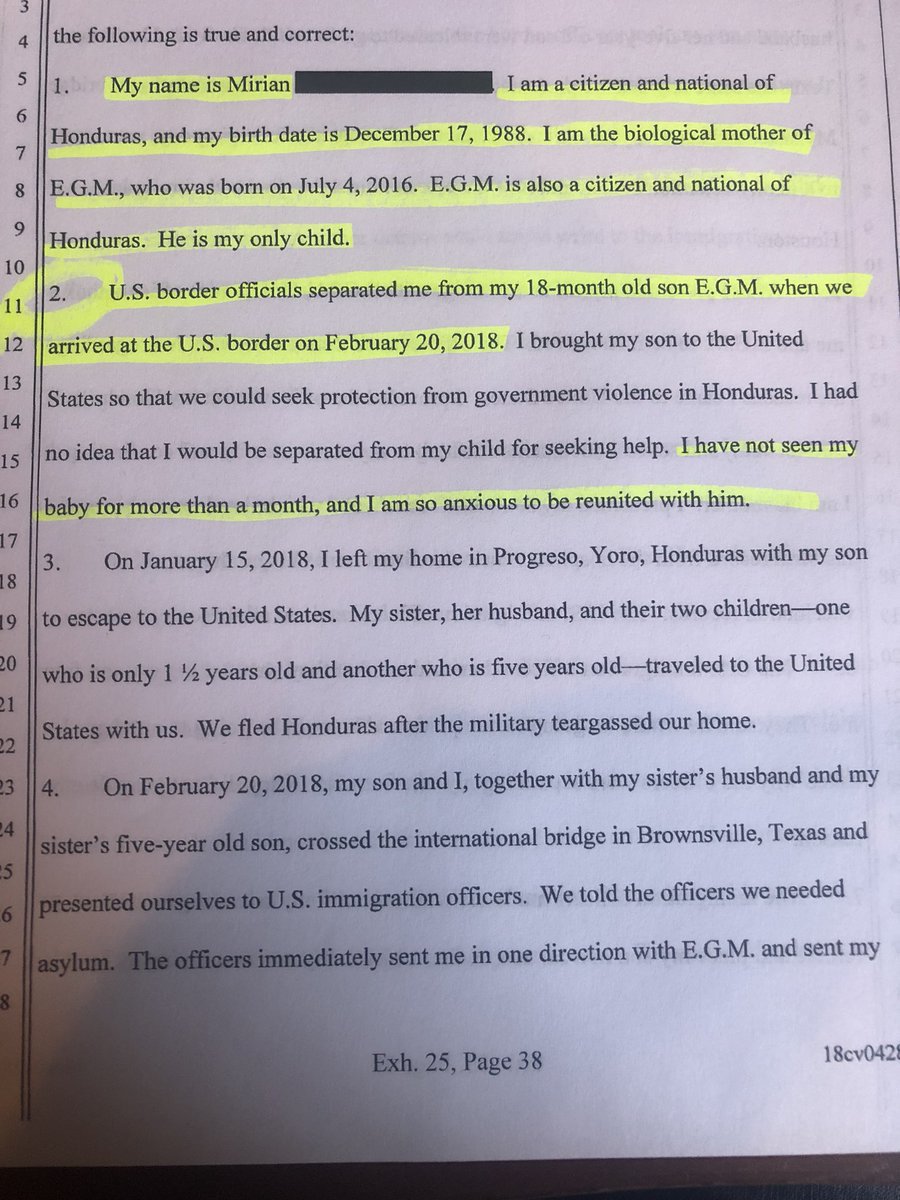 3
4 the following is true and correct:
5 1. My name is Mirian I am a citizen and national of
6
7 Honduras, and my birth date is December 17, 1988. I am the biological mother of
8 E.G.M., who was born on July 4, 2016. E.G.M. is also a citizen and national of
9 Honduras. He is my only child.
10
11 2. U.S. border officials separated me from my 18-month old son E.G.M. when we
12 arrived at the U.S. border on February 20, 2018. I brought my son to the United
13
14 States so that we could seek protection from government violence in Honduras. I had
15 no idea that I would be separated from my child for seeking help. I have not seen my
16 baby for more than a month, and I am so anxious to be reunited with him.
17
18 3. On January 15, 2018, I left my home in Progreso, Yoro, Honduras with my son
19 to escape to the United States. My sister, her husband, and their two children—one
20 who is only 1 ½ years old and another who is five years old—traveled to the United
21
22 States with us. We fled Honduras after the military teargassed our home.
23 4. On February 20, 2018, my son and I, together with my sister's husband and my
24 sister's five-year old son, crossed the international bridge in Brownsville, Texas and
25
6 presented ourselves to U.S. immigration officers. We told the officers we needed
7 asylum. The officers immediately sent me in one direction with E.G.M. and sent my
8
Exh. 25, Page 38
18cv0428